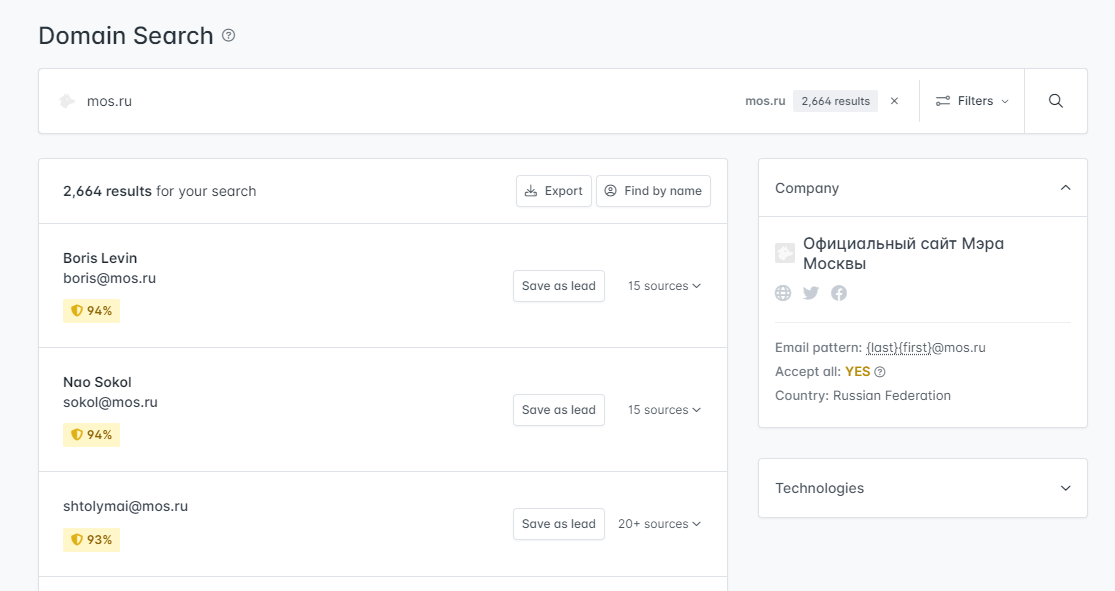 Domain Search
mos.ru
mos.ru 2,664 results
Filters
2,664 results for your search
Export
Find by name
Boris Levin
boris@mos.ru
94%
Save as lead
15 sources
Nao Sokol
sokol@mos.ru
94%
Save as lead
15 sources
shtolymai@mos.ru
93%
Save as lead
20+ sources
Company
Официальный сайт Мэра
Москвы
Email pattern: {last}{first}@mos.ru
Accept all: YES
Country: Russian Federation
Technologies